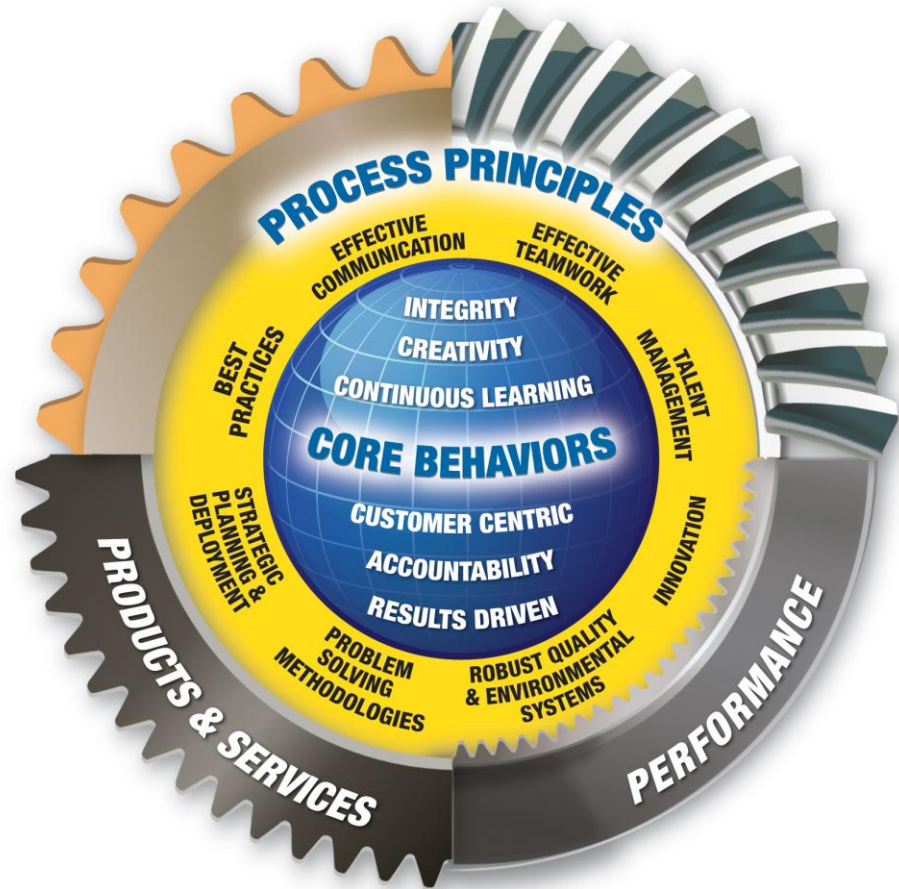 PROCESS PRINCIPLES
EFFECTIVE
COMMUNICATION
EFFECTIVE
TEAMWORK
BEST
PRACTICES
TALENT
MANAGEMENT
INTEGRITY
CREATIVITY
CONTINUOUS LEARNING
CORE BEHAVIORS
CUSTOMER CENTRIC
ACCOUNTABILITY
RESULTS DRIVEN
STRATEGIC
PLANNING &
DEPLOYMENT
INNOVATION
PROBLEM
SOLVING
METHODOLOGIES
ROBUST QUALITY
& ENVIRONMENTAL
SYSTEMS
PRODUCTS & SERVICES
PERFORMANCE